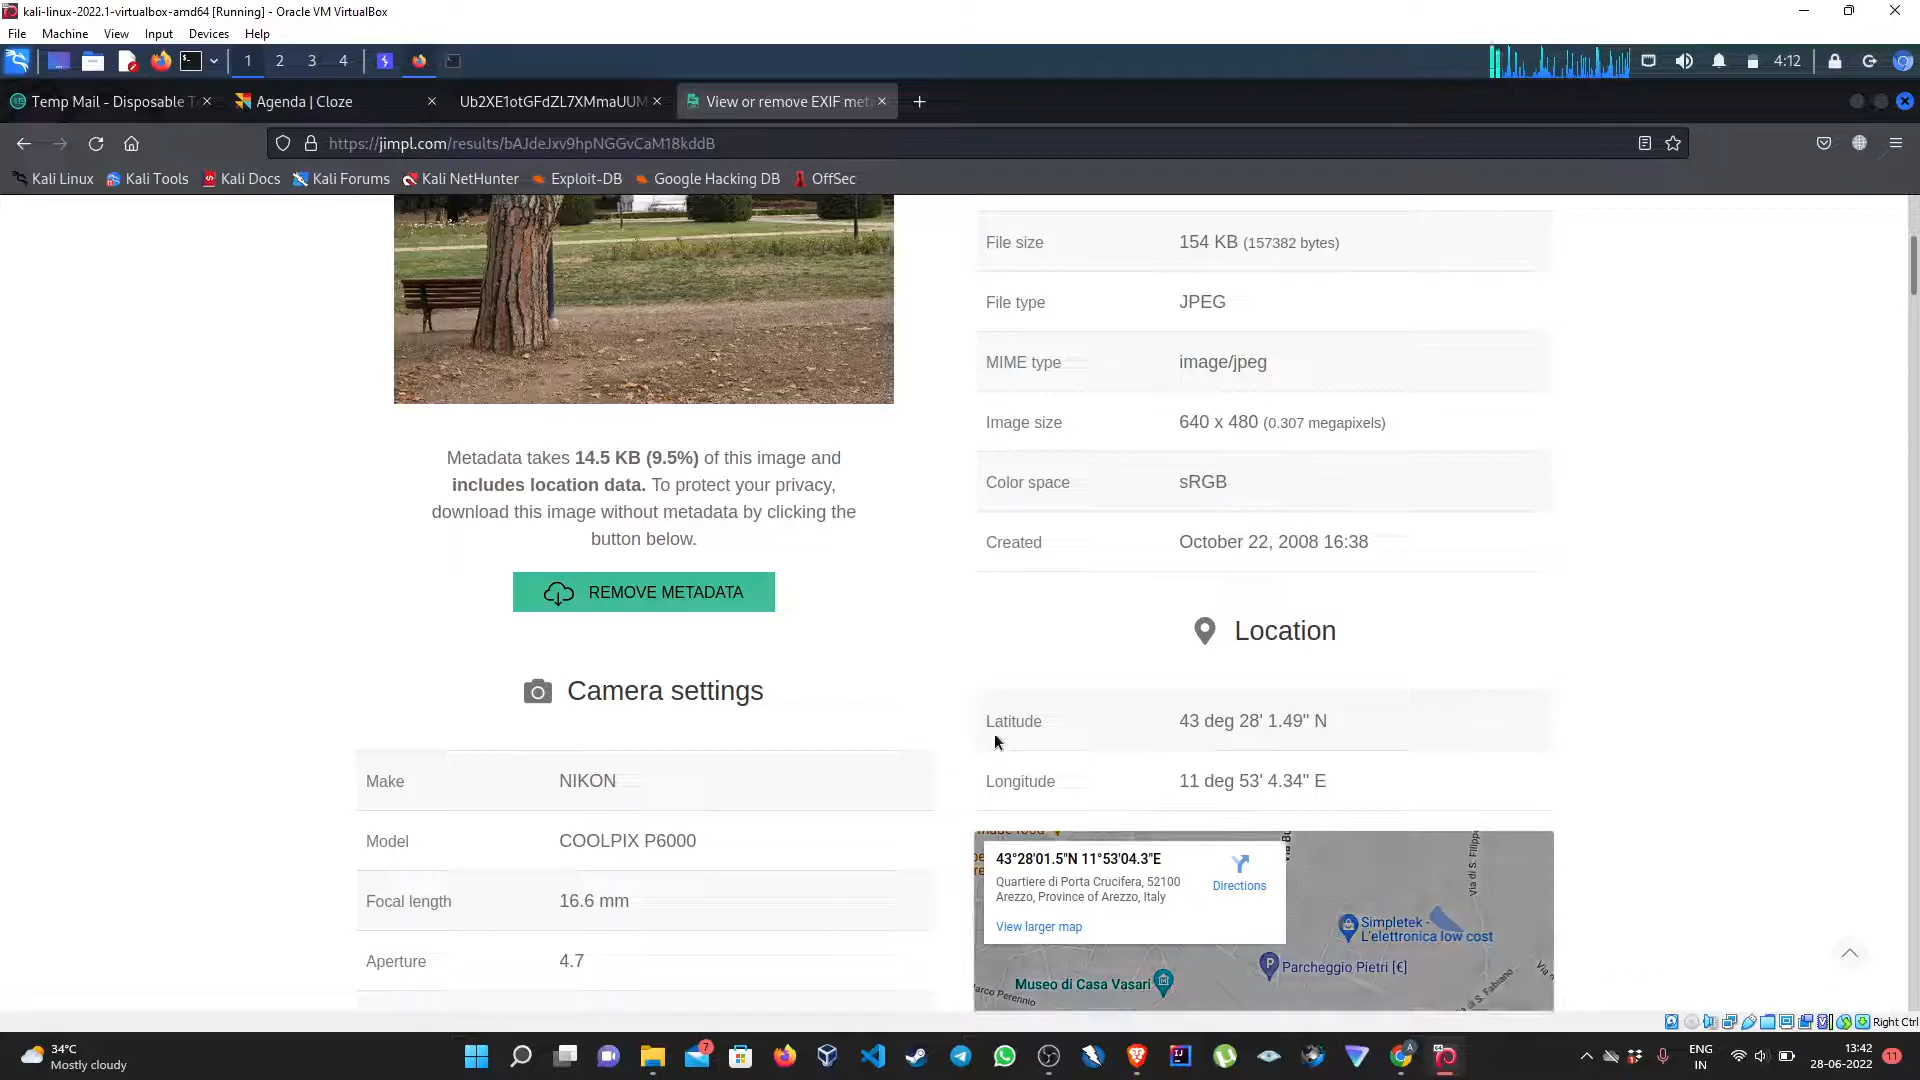 kali-linux-2022.1-virtualbox-amd64 [Running] - Oracle VM VirtualBox
File Machine View Input Devices Help
1 2 3 4 4:12
Temp Mail - Disposable T
Agenda | Cloze
Ub2XE1otGFdZL7XMmaUUM
View or remove EXIF met
https://jimpl.com/results/bAJdeJxv9hpNGGvCaM18kddB
Kali Linux Kali Tools Kali Docs Kali Forums Kali NetHunter Exploit-DB Google Hacking DB OffSec
File size 154 KB (157382 bytes)
File type JPEG
MIME type image/jpeg
Image size 640 x 480 (0.307 megapixels)
Color space sRGB
Created October 22, 2008 16:38
Metadata takes 14.5 KB (9.5%) of this image and
includes location data. To protect your privacy,
download this image without metadata by clicking the
button below.
REMOVE METADATA
Camera settings
Make NIKON
Model COOLPIX P6000
Focal length 16.6 mm
Aperture 4.7
Location
Latitude 43 deg 28' 1.49" N
Longitude 11 deg 53' 4.34" E
43°28'01.5"N 11°53'04.3"E
Quartiere di Porta Crucifera, 52100
Arezzo, Province of Arezzo, Italy
Directions
View larger map
Simpletek -
L'elettronica low cost
Parcheggio Pietri [€]
Museo di Casa Vasari
arco Perennio
Via d. S. Filipp
di S. Fabiano
Right Ctrl
34°C
Mostly cloudy
7
ENG
IN
13:42
28-06-2022
11